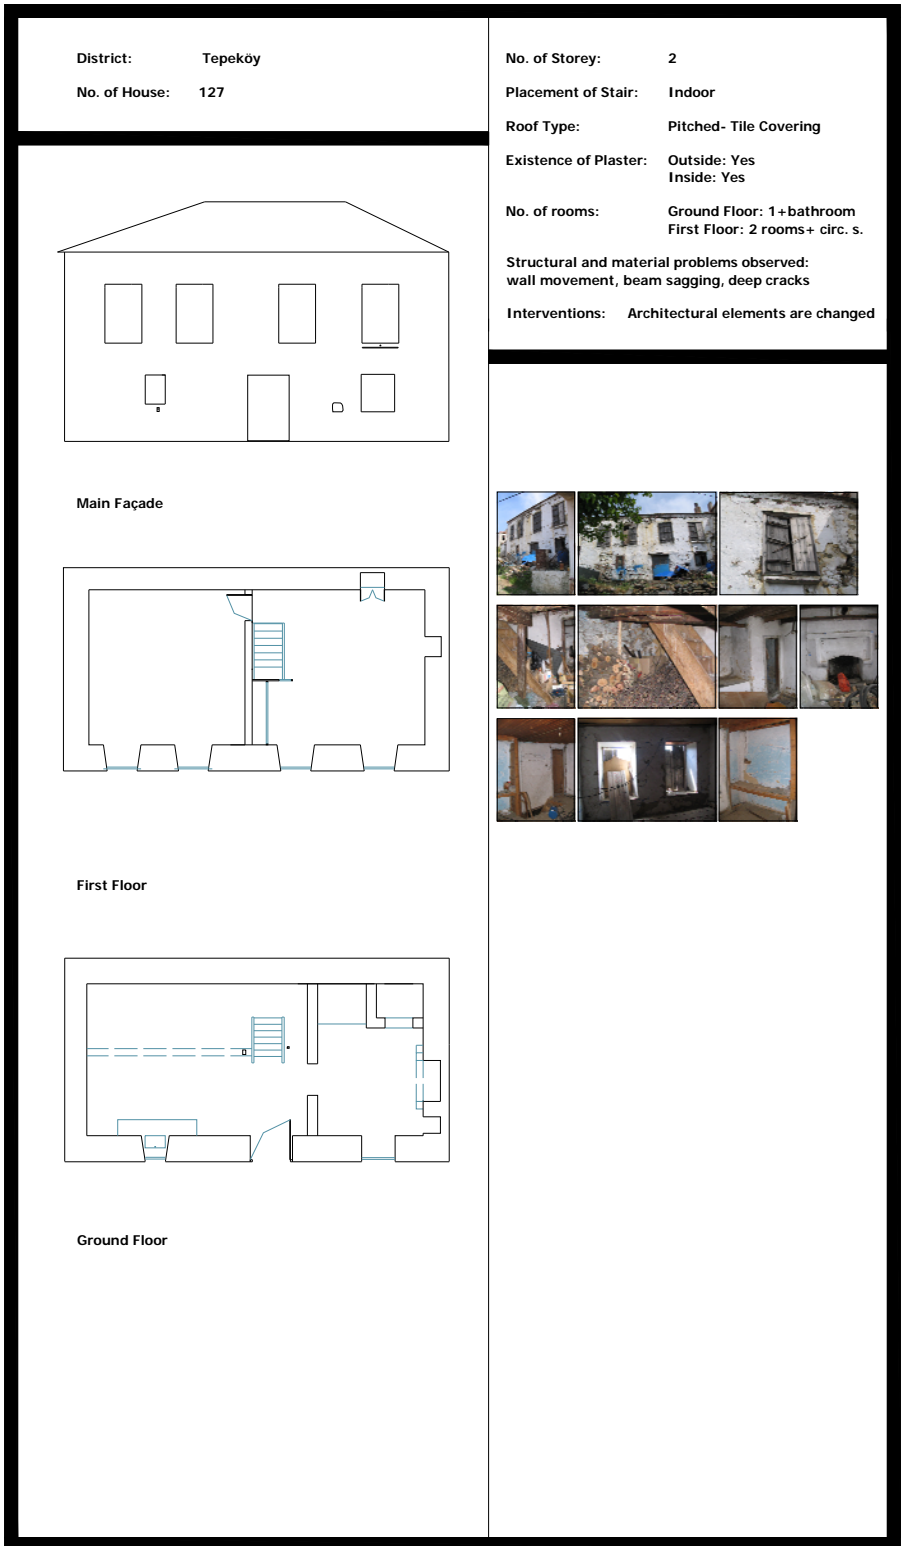 District: Tepeköy
No. of House: 127
No. of Storey: 2
Placement of Stair: Indoor
Roof Type: Pitched- Tile Covering
Existence of Plaster: Outside: Yes
Inside: Yes
No. of rooms: Ground Floor: 1+bathroom
First Floor: 2 rooms+ circ. s.
Structural and material problems observed:
wall movement, beam sagging, deep cracks
Interventions: Architectural elements are changed
Main Façade
First Floor
Ground Floor